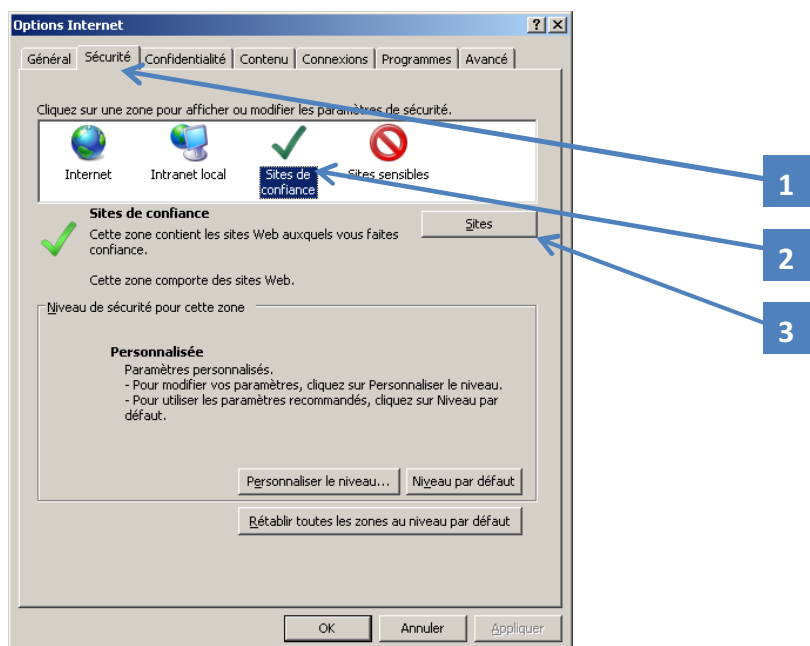 Options Internet
Général Sécurité Confidentialité Contenu Connexions Programmes Avancé
Cliquez sur une zone pour afficher ou modifier les paramètres de sécurité.
Internet Intranet local Sites de confiance Sites sensibles
1
Sites de confiance
Sites
Cette zone contient les sites Web auxquels vous faites
confiance.
2
Cette zone comporte des sites Web.
Niveau de sécurité pour cette zone
3
Personnalisée
Paramètres personnalisés.
- Pour modifier vos paramètres, cliquez sur Personnaliser le niveau.
- Pour utiliser les paramètres recommandés, cliquez sur Niveau par
défaut.
Personnaliser le niveau... Niveau par défaut
Rétablir toutes les zones au niveau par défaut
OK Annuler Appliquer